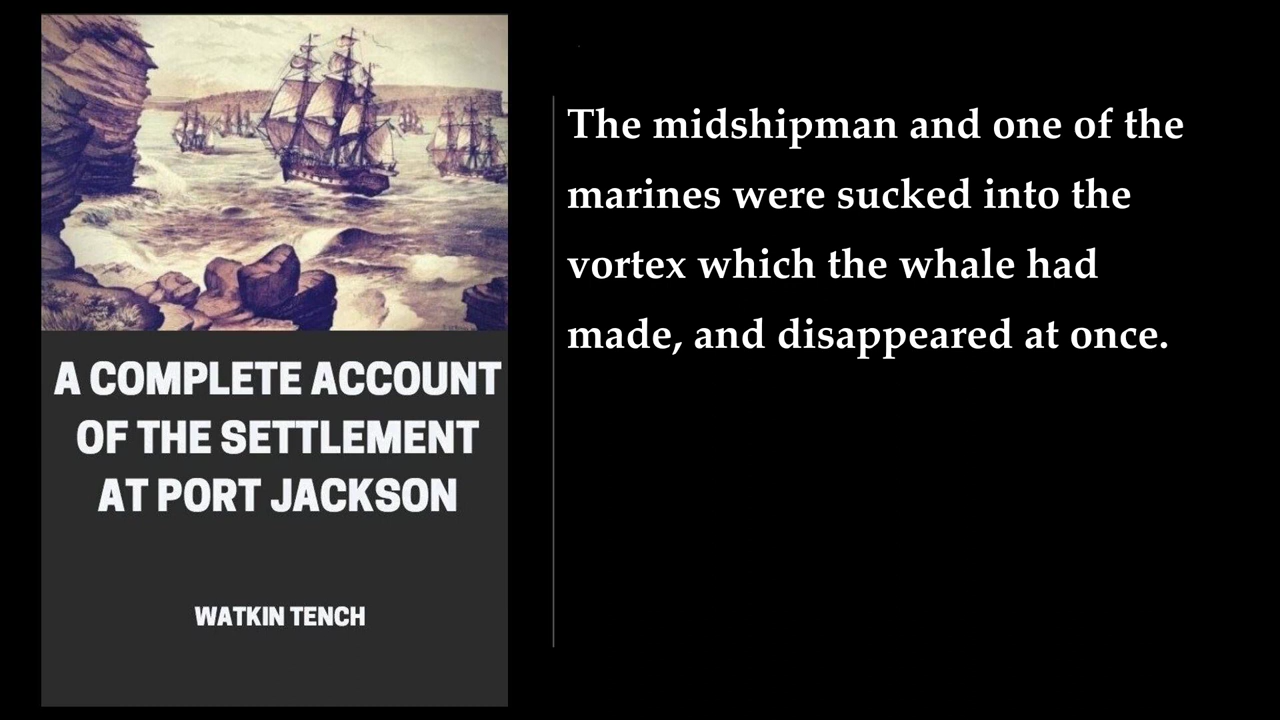 A COMPLETE ACCOUNT
OF THE SETTLEMENT
AT PORT JACKSON
WATKIN TENCH
The midshipman and one of the
marines were sucked into the
vortex which the whale had
made, and disappeared at once.